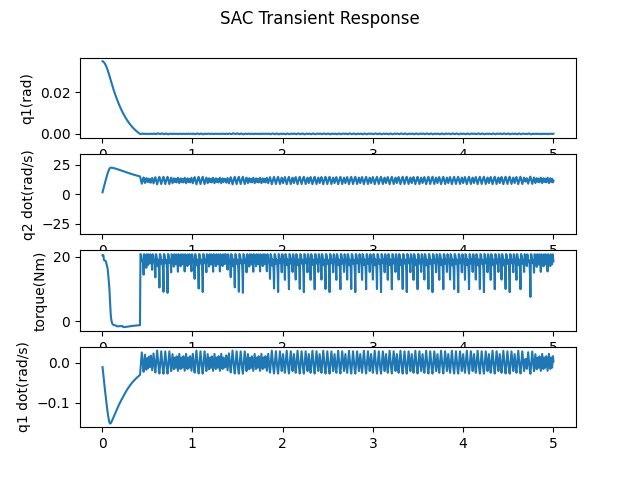 SAC Transient Response
q1(rad)
0.02
0.00
0 1 2 3 4 5
q2 dot(rad/s)
25
0
−25
0 1 2 3 4 5
torque(Nm)
20
0
0 1 2 3 4 5
q1 dot(rad/s)
0.0
−0.1
0 1 2 3 4 5